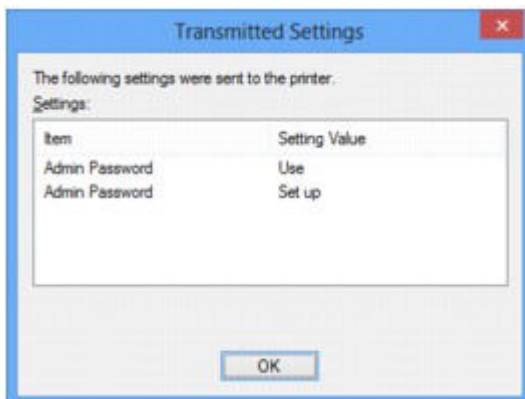 Transmitted Settings
The following settings were sent to the printer.
Settings:
Item Setting Value
Admin Password Use
Admin Password Set up
OK